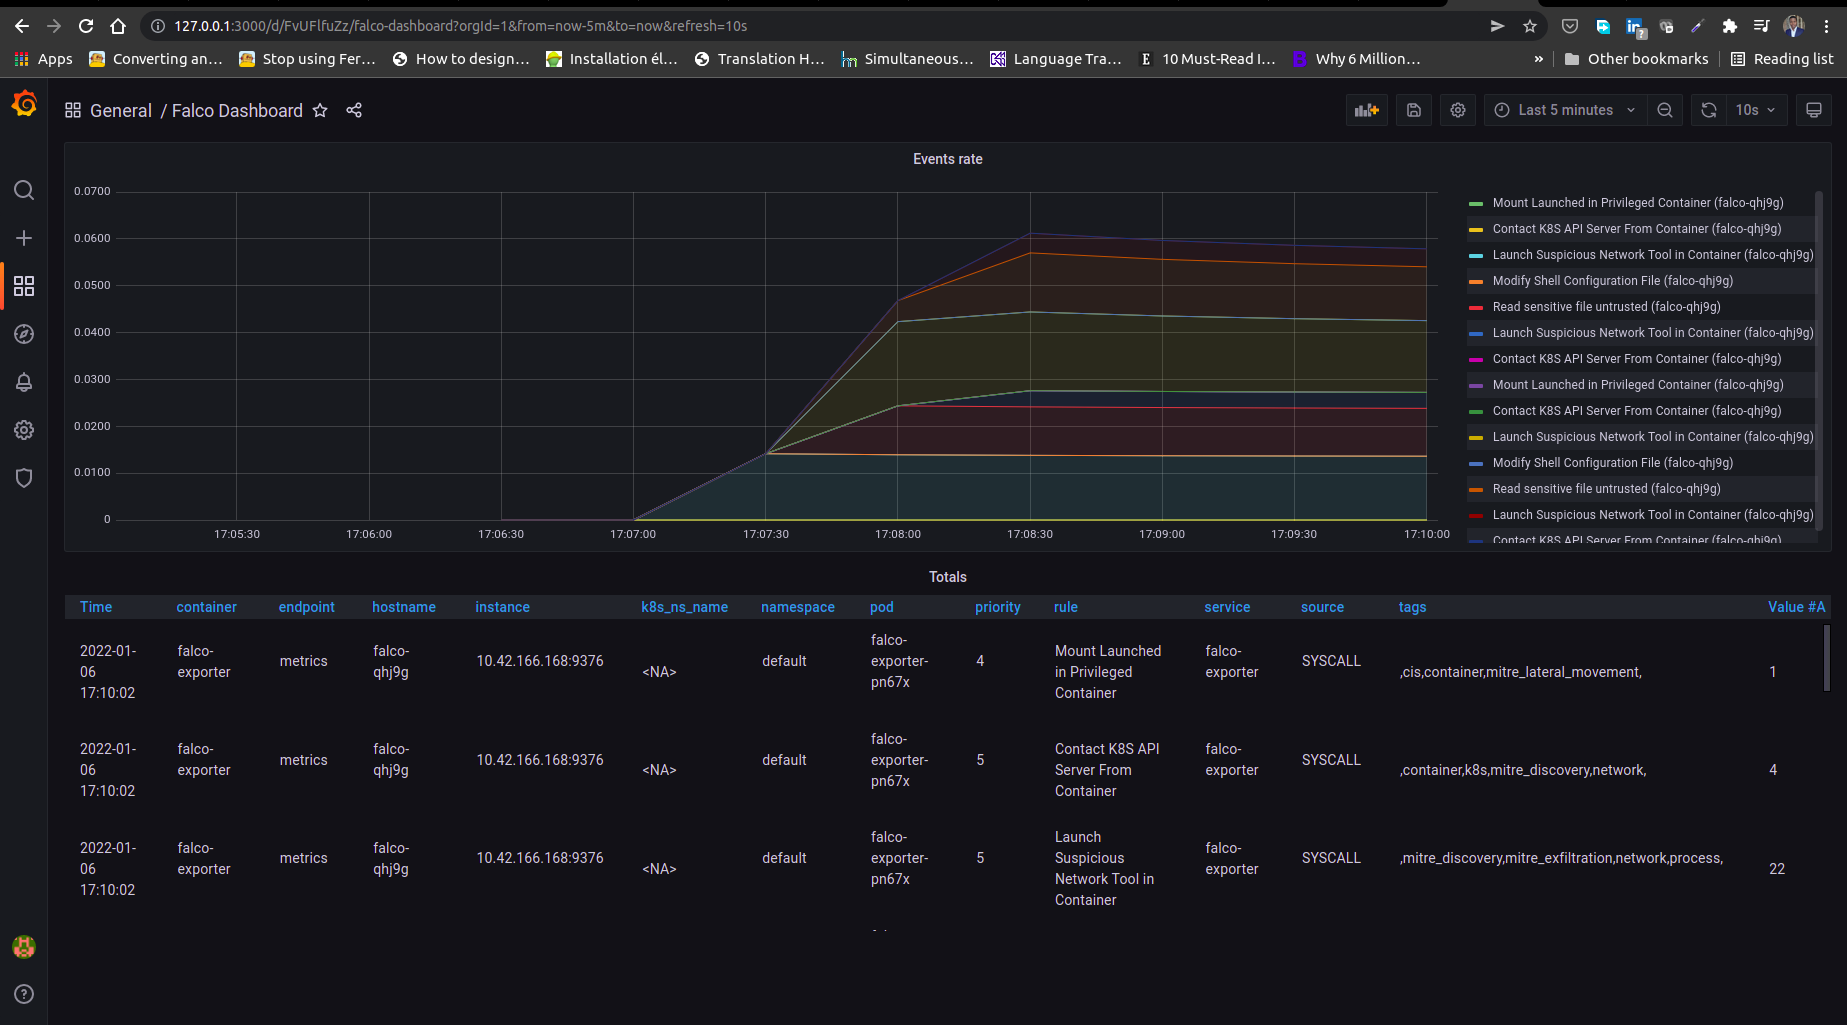 127.0.0.1:3000/d/FvUFlfuZz/falco-dashboard?orgId=1&from=now-5m&to=now&refresh=10s
Apps Converting an... Stop using Fer... How to design... Installation él... Translation H... Simultaneous... Language Tra... E 10 Must-Read I... B Why 6 Million... » Other bookmarks Reading list
General / Falco Dashboard Last 5 minutes 10s
Events rate
0.0700
0.0600
0.0500
0.0400
0.0300
0.0200
0.0100
0
17:05:30 17:06:00 17:06:30 17:07:00 17:07:30 17:08:00 17:08:30 17:09:00 17:09:30 17:10:00
Mount Launched in Privileged Container (falco-qhj9g)
Contact K8S API Server From Container (falco-qhj9g)
Launch Suspicious Network Tool in Container (falco-qhj9g)
Modify Shell Configuration File (falco-qhj9g)
Read sensitive file untrusted (falco-qhj9g)
Launch Suspicious Network Tool in Container (falco-qhj9g)
Contact K8S API Server From Container (falco-qhj9g)
Mount Launched in Privileged Container (falco-qhj9g)
Contact K8S API Server From Container (falco-qhj9g)
Launch Suspicious Network Tool in Container (falco-qhj9g)
Modify Shell Configuration File (falco-qhj9g)
Read sensitive file untrusted (falco-qhj9g)
Launch Suspicious Network Tool in Container (falco-qhj9g)
Contact K8S API Server From Container (falco-qhj9g)
Totals
Time container endpoint hostname instance k8s_ns_name namespace pod priority rule service source tags Value #A
2022-01-
06
17:10:02
falco-
exporter
metrics
falco-
qhj9g
10.42.166.168:9376
<NA>
default
falco-
exporter-
pn67x
4
Mount Launched
in Privileged
Container
falco-
exporter
SYSCALL
,cis,container,mitre_lateral_movement,
1
2022-01-
06
17:10:02
falco-
exporter
metrics
falco-
qhj9g
10.42.166.168:9376
<NA>
default
falco-
exporter-
pn67x
5
Contact K8S API
Server From
Container
falco-
exporter
SYSCALL
,container,k8s,mitre_discovery,network,
4
2022-01-
06
17:10:02
falco-
exporter
metrics
falco-
qhj9g
10.42.166.168:9376
<NA>
default
falco-
exporter-
pn67x
5
Launch
Suspicious
Network Tool in
Container
falco-
exporter
SYSCALL
,mitre_discovery,mitre_exfiltration,network,process,
22